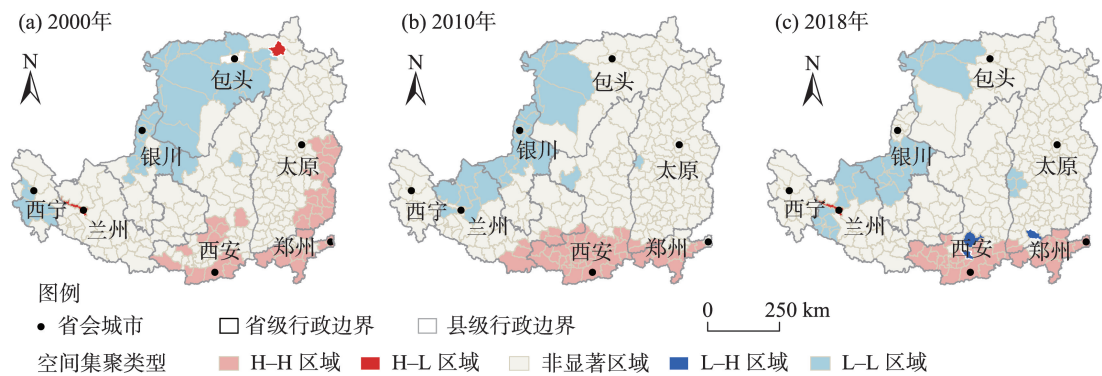 (a) 2000年
N
包头
银川
太原
西宁
兰州
西安
郑州
(b) 2010年
N
包头
银川
太原
西宁
兰州
西安
郑州
(c) 2018年
N
包头
银川
太原
西宁
兰州
西安
郑州
图例
省会城市 省级行政边界 县级行政边界 0 250 km
空间集聚类型 H–H 区域 H–L 区域 非显著区域 L–H 区域 L–L 区域